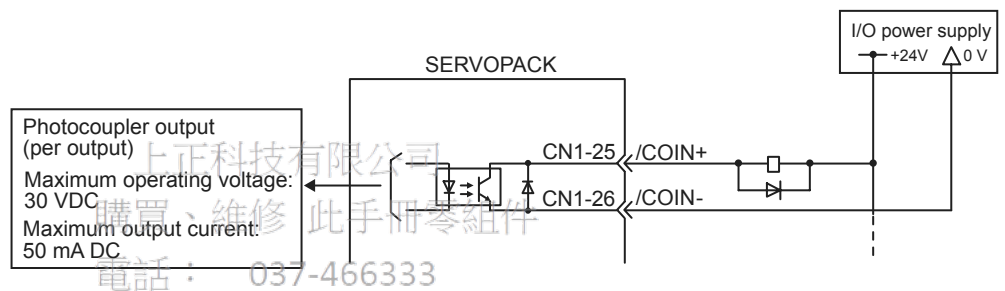 I/O power supply
+24V 0 V
SERVOPACK
Photocoupler output
(per output)
Maximum operating voltage:
30 VDC
Maximum output current:
50 mA DC
CN1-25 /COIN+
CN1-26 /COIN-
上正科技有限公司
購買、維修 此手冊零組件
電話： 037-466333